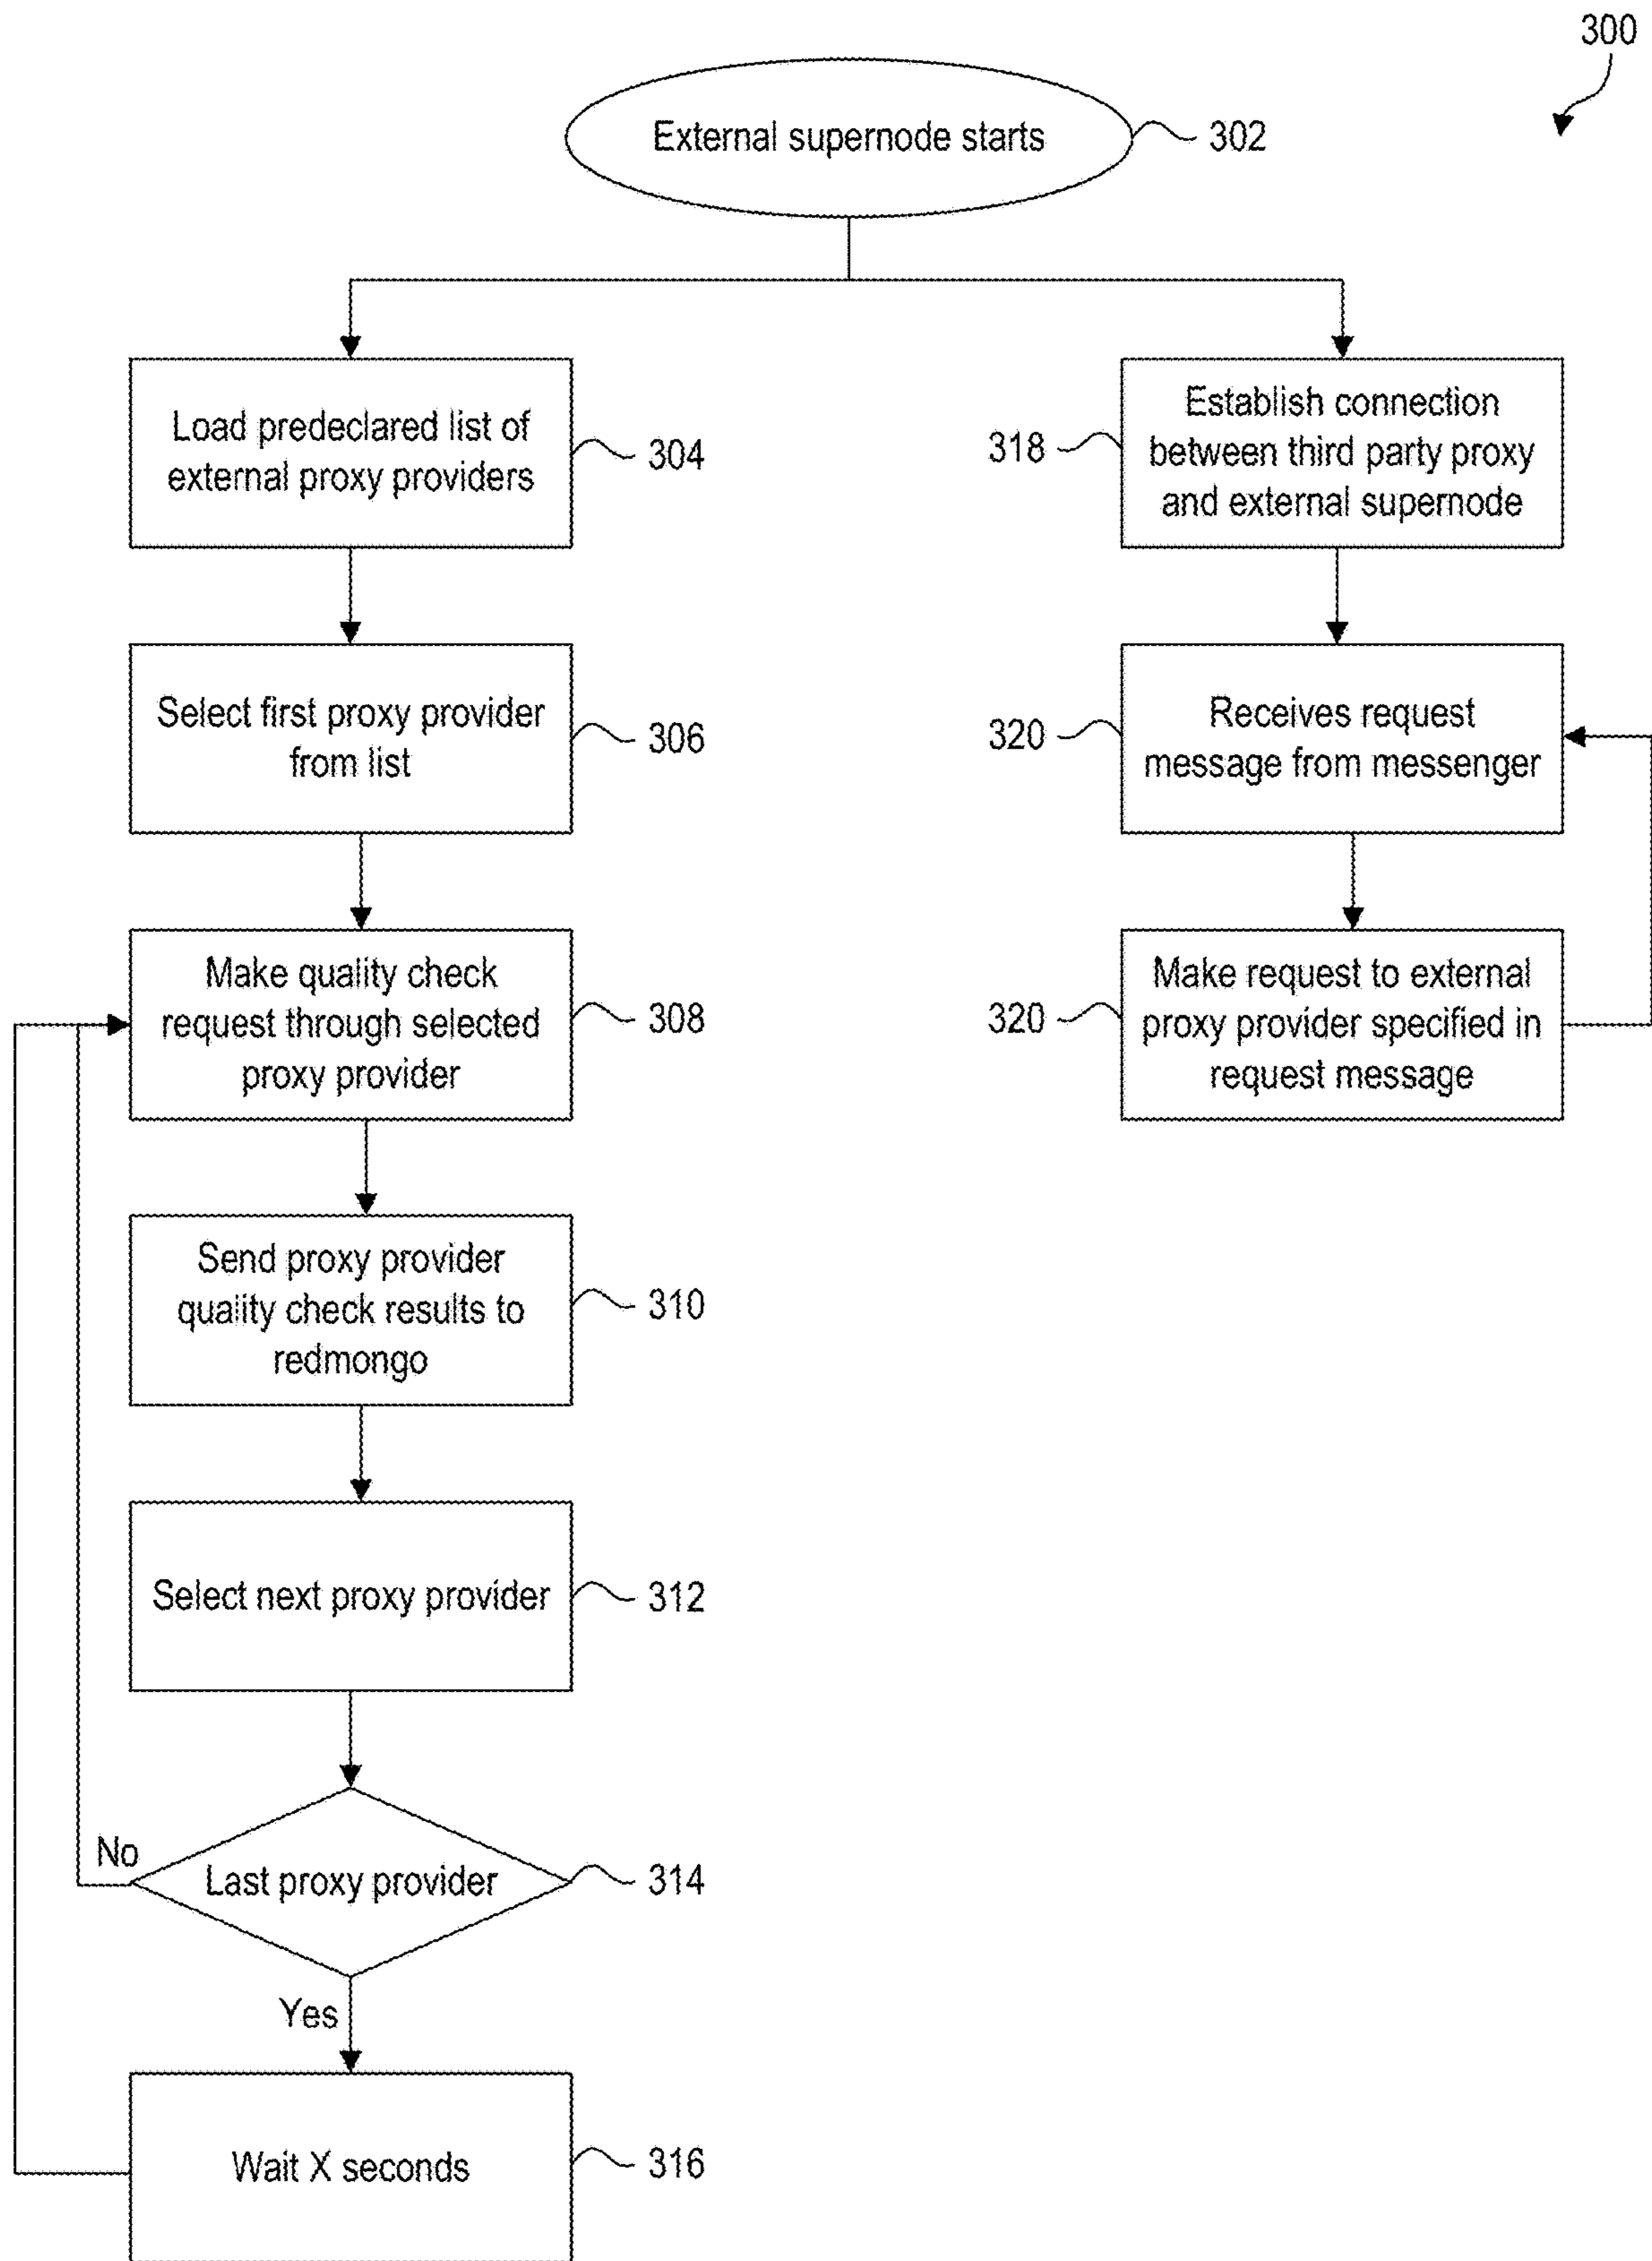 300
External supernode starts
302
Load predeclared list of
external proxy providers
304
Select first proxy provider
from list
306
Make quality check
request through selected
proxy provider
308
Send proxy provider
quality check results to
redmongo
310
Select next proxy provider
312
No
Last proxy provider
314
Yes
Wait X seconds
316
Establish connection
between third party proxy
and external supernode
318
Receives request
message from messenger
320
Make request to external
proxy provider specified in
request message
320